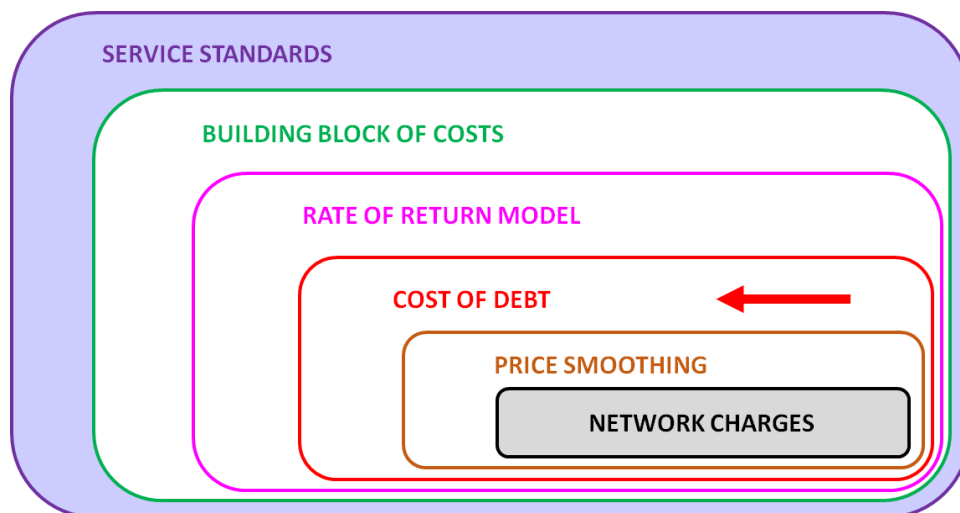 SERVICE STANDARDS
BUILDING BLOCK OF COSTS
RATE OF RETURN MODEL
COST OF DEBT
PRICE SMOOTHING
NETWORK CHARGES